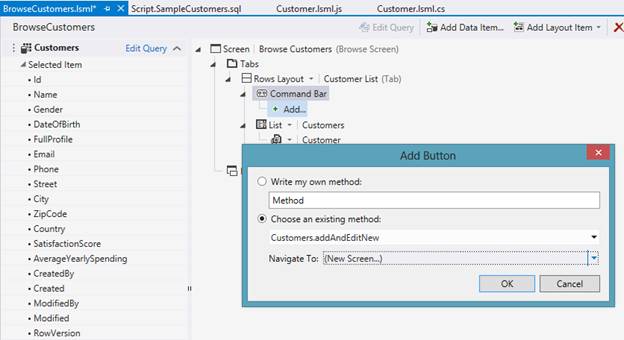 BrowseCustomers.lsml*
Script.SampleCustomers.sql
Customer.lsml.js
Customer.lsml.cs
BrowseCustomers
Edit Query
Add Data Item...
Add Layout Item
Customers
Edit Query
Selected Item
Id
Name
Gender
DateOfBirth
FullProfile
Email
Phone
Street
City
ZipCode
Country
SatisfactionScore
AverageYearlySpending
CreatedBy
Created
ModifiedBy
Modified
RowVersion
Screen | Browse Customers (Browse Screen)
Tabs
Rows Layout | Customer List (Tab)
Command Bar
+ Add...
List | Customers
Customer
Add Button
Write my own method:
Method
Choose an existing method:
Customers.addAndEditNew
Navigate To: (New Screen...)
OK Cancel